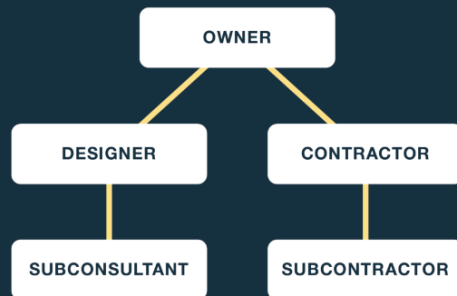 OWNER
DESIGNER
CONTRACTOR
SUBCONSULTANT
SUBCONTRACTOR